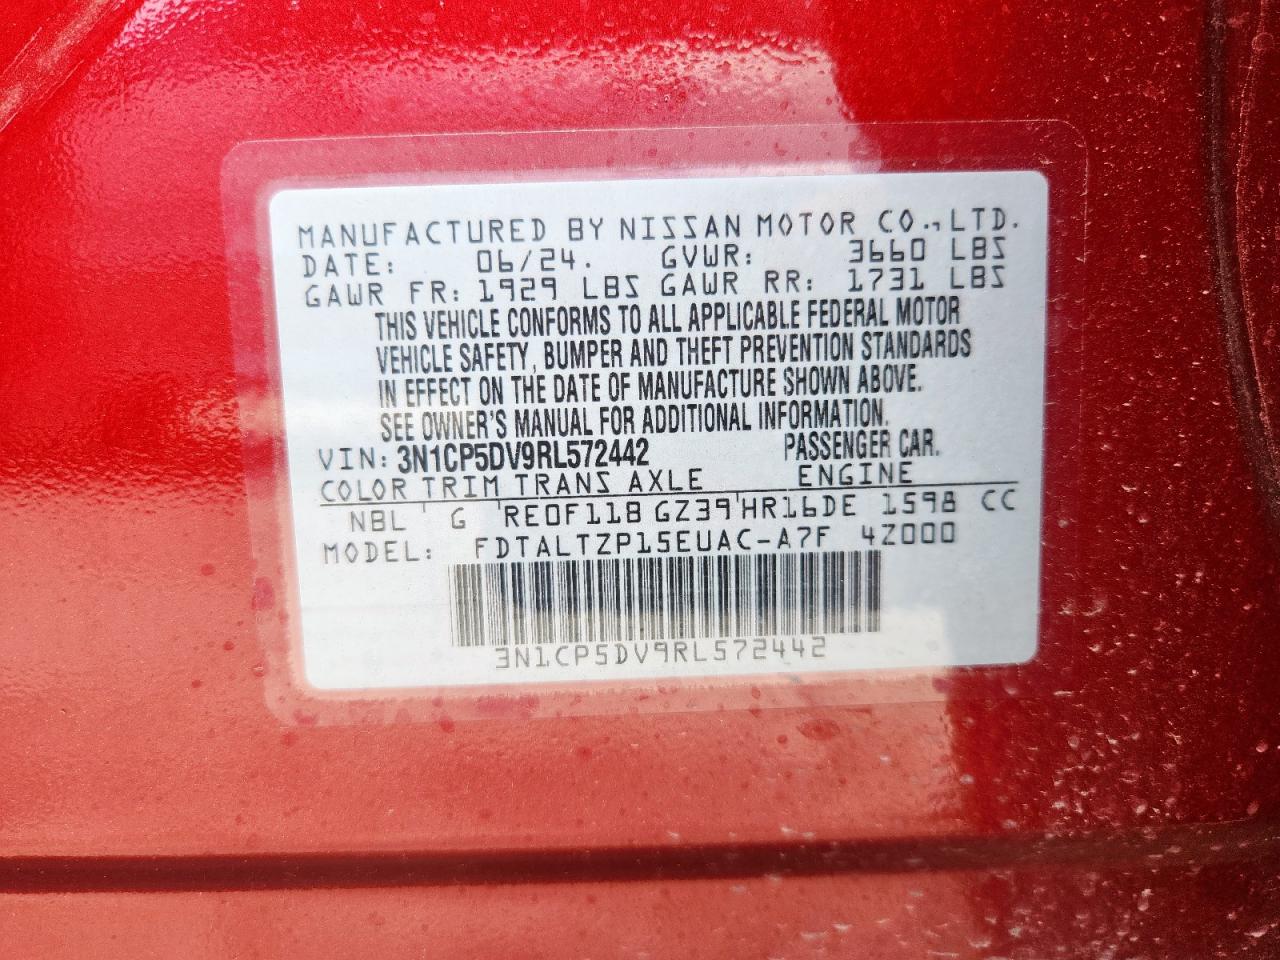 MANUFACTURED BY NISSAN MOTOR CO.,LTD.
DATE: 06/24. GVWR: 3660 LBS
GAWR FR: 1929 LBS GAWR RR: 1731 LBS
THIS VEHICLE CONFORMS TO ALL APPLICABLE FEDERAL MOTOR
VEHICLE SAFETY, BUMPER AND THEFT PREVENTION STANDARDS
IN EFFECT ON THE DATE OF MANUFACTURE SHOWN ABOVE.
SEE OWNER'S MANUAL FOR ADDITIONAL INFORMATION.
VIN: 3N1CP5DV9RL572442 PASSENGER CAR.
COLOR TRIM TRANS AXLE ENGINE
NBL ' G 'RE0F11B GZ39'HR16DE 1598 CC
MODEL: FDTALTZP15EUAC-A7F 4Z000
3N1CP5DV9RL572442